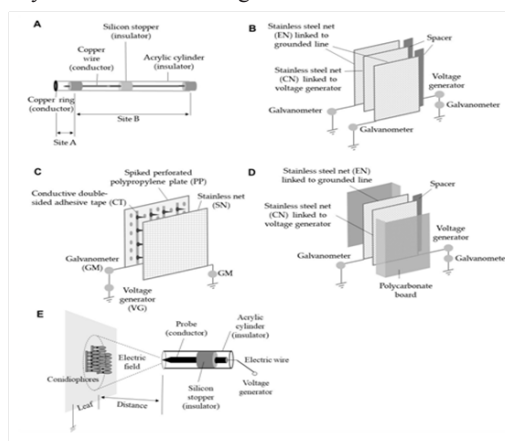 A
Silicon stopper
(insulator)
Copper
wire
(conductor)
Acrylic cylinder
(insulator)
Copper ring
(conductor)
Site A
Site B
B
Stainless steel net
(EN) linked to
grounded line
Spacer
Stainless steel net
(CN) linked to
voltage generator
Voltage
generator
Galvanometer
Galvanometer
Galvanometer
C
Spiked perforated
polypropylene plate (PP)
Conductive double-
sided adhesive tape (CT)
Stainless net
(SN)
Galvanometer
(GM)
GM
Voltage
generator
(VG)
D
Stainless steel net (EN)
linked to grounded line
Spacer
Stainless steel net
(CN) linked to
voltage generator
Voltage
generator
Galvanometer
Galvanometer
Polycarbonate
board
E
Probe
(conductor)
Acrylic
cylinder
(insulator)
Electric
field
Electric wire
Conidiophores
Voltage
generator
Silicon
stopper
(insulator)
Leaf
Distance